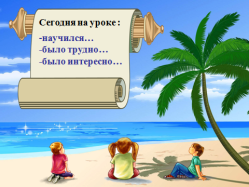 Сегодня на уроке:
-научился…
-было трудно…
-было интересно…